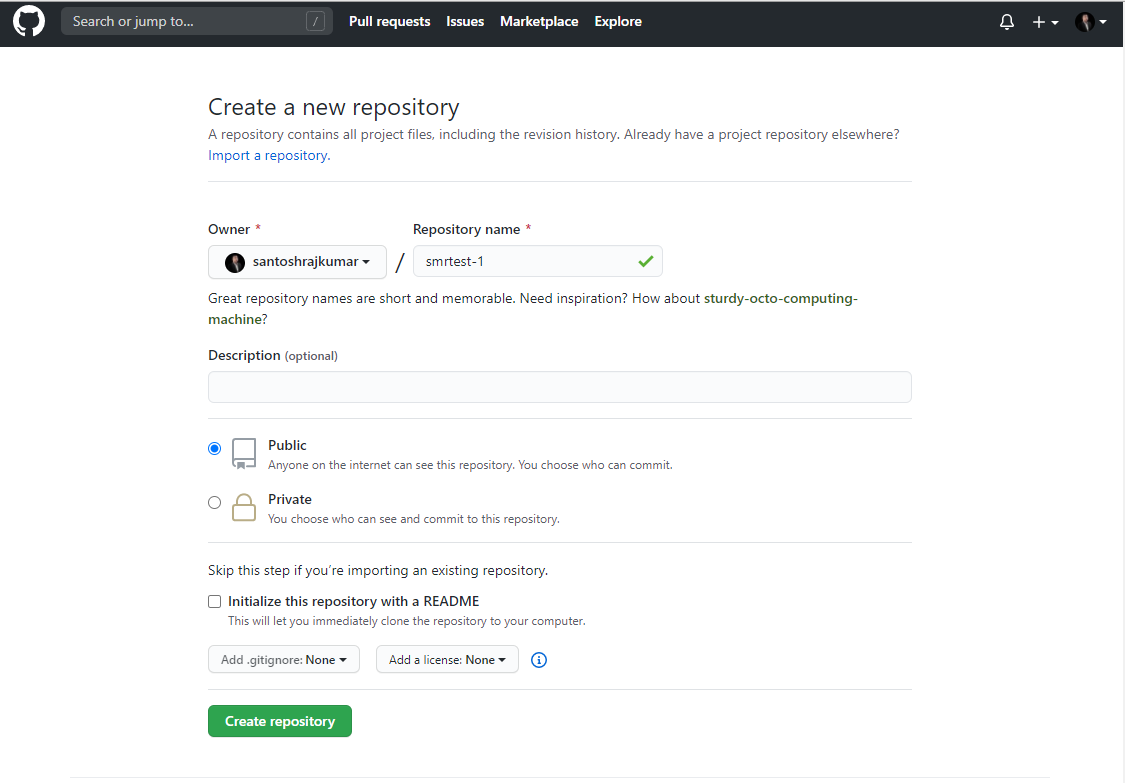 Search or jump to... / Pull requests Issues Marketplace Explore
Create a new repository
A repository contains all project files, including the revision history. Already have a project repository elsewhere?
Import a repository.
Owner * Repository name *
santoshrajkumar / smrtest-1
Great repository names are short and memorable. Need inspiration? How about sturdy-octo-computing-
machine?
Description (optional)
Public
Anyone on the internet can see this repository. You choose who can commit.
Private
You choose who can see and commit to this repository.
Skip this step if you’re importing an existing repository.
Initialize this repository with a README
This will let you immediately clone the repository to your computer.
Add .gitignore: None Add a license: None
Create repository